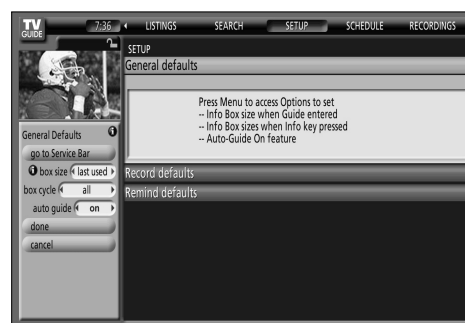 TV
GUIDE
7:36
LISTINGS SEARCH SETUP SCHEDULE RECORDINGS
SETUP
General defaults
Press Menu to access Options to set
-- Info Box size when Guide entered
-- Info Box sizes when Info key pressed
-- Auto-Guide On feature
Record defaults
Remind defaults
General Defaults i
go to Service Bar
i box size last used
box cycle all
auto guide on
done
cancel